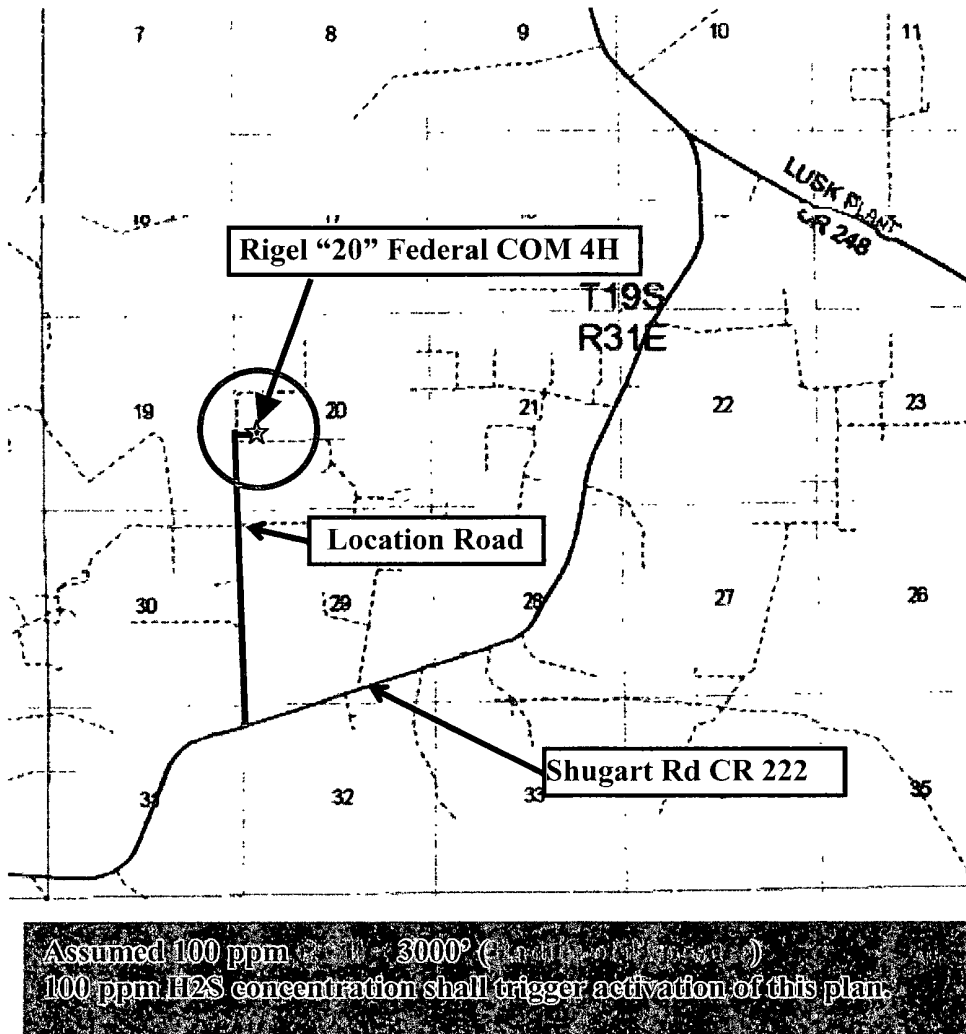 7 8 9 10 11
LUSK PLANT
CR 248
Rigel “20” Federal COM 4H
T19S
R31E
19 20 21 22 23
Location Road
30 29 28 27 26
Shugart Rd CR 222
31 32 33 35
Assumed 100 ppm 3000’ (
)
100 ppm H2S concentration shall trigger activation of this plan.